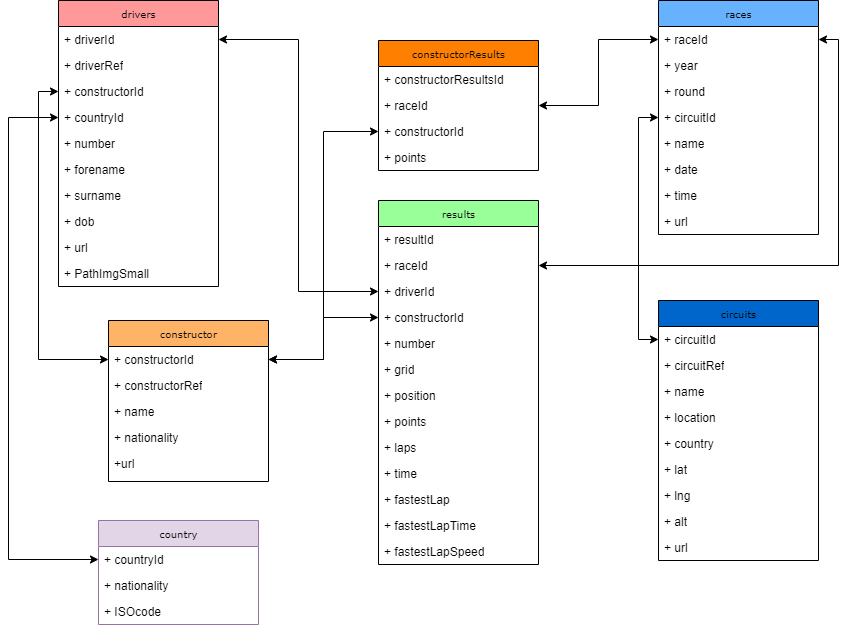 drivers
+ driverId
+ driverRef
+ constructorId
+ countryId
+ number
+ forename
+ surname
+ dob
+ url
+ PathImgSmall
constructor
+ constructorId
+ constructorRef
+ name
+ nationality
+url
country
+ countryId
+ nationality
+ ISOcode
constructorResults
+ constructorResultsId
+ raceId
+ constructorId
+ points
results
+ resultId
+ raceId
+ driverId
+ constructorId
+ number
+ grid
+ position
+ points
+ laps
+ time
+ fastestLap
+ fastestLapTime
+ fastestLapSpeed
races
+ raceId
+ year
+ round
+ circuitId
+ name
+ date
+ time
+ url
circuits
+ circuitId
+ circuitRef
+ name
+ location
+ country
+ lat
+ lng
+ alt
+ url